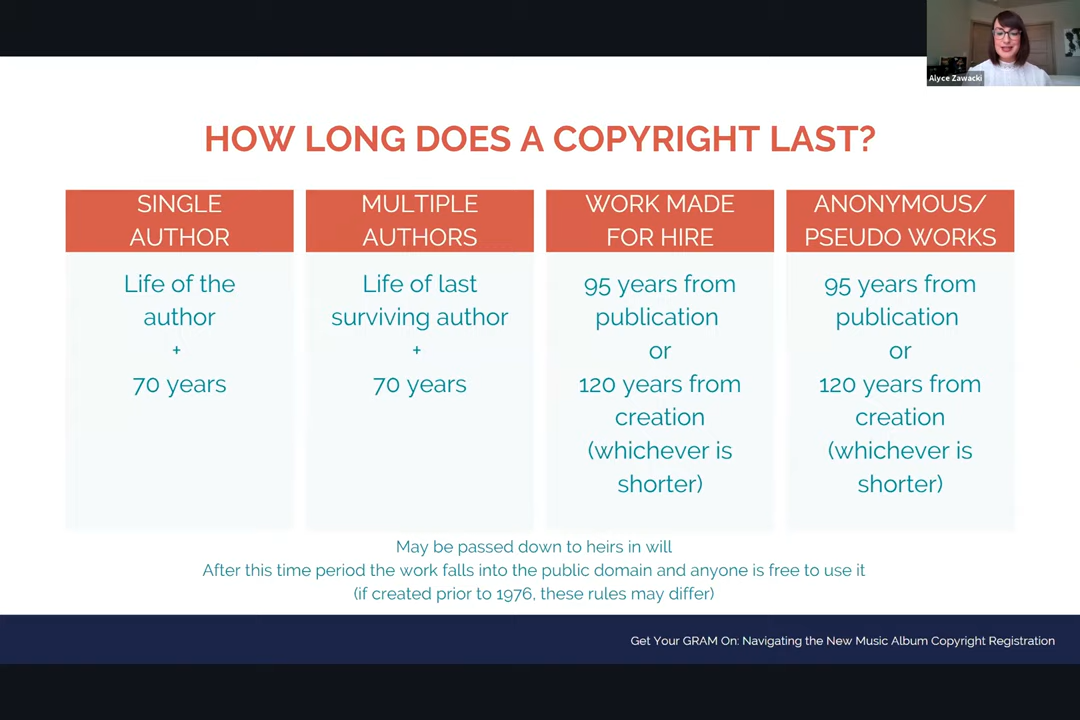 Alyce Zawacki
HOW LONG DOES A COPYRIGHT LAST?
SINGLE
AUTHOR
Life of the
author
+
70 years
MULTIPLE
AUTHORS
Life of last
surviving author
+
70 years
WORK MADE
FOR HIRE
95 years from
publication
or
120 years from
creation
(whichever is
shorter)
ANONYMOUS/
PSEUDO WORKS
95 years from
publication
or
120 years from
creation
(whichever is
shorter)
May be passed down to heirs in will
After this time period the work falls into the public domain and anyone is free to use it
(if created prior to 1976, these rules may differ)
Get Your GRAM On: Navigating the New Music Album Copyright Registration